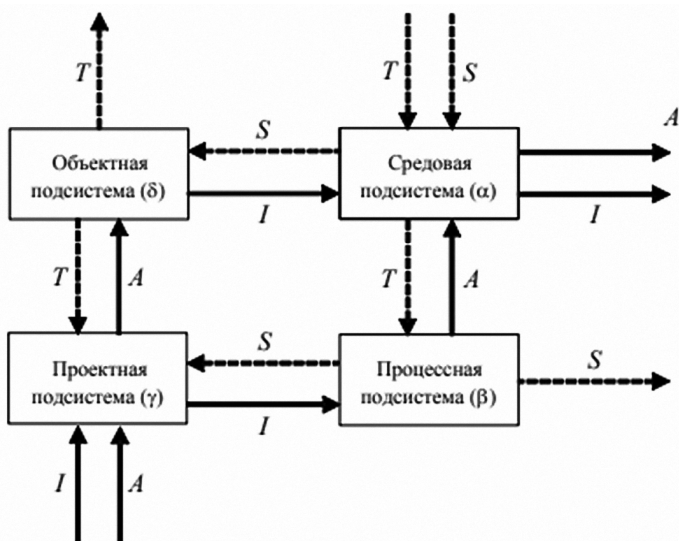 T
T
S
A
Объектная
подсистема (δ)
S
I
Средовая
подсистема (α)
I
T
A
T
A
Проектная
подсистема (γ)
S
I
Процессная
подсистема (β)
S
I
A